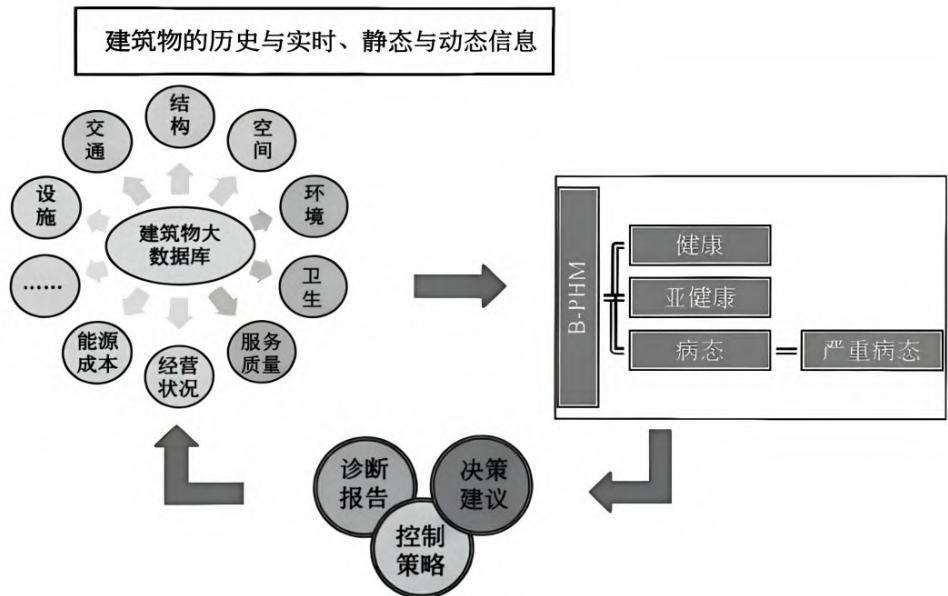 建筑物的历史与实时、静态与动态信息
结
构
交
通
空
间
设
施
环
境
建筑物大
数据库
......
卫
生
能源
成本
经营
状况
服务
质量
B-PHM
健康
亚健康
病态
严重病态
诊断
报告
决策
建议
控制
策略